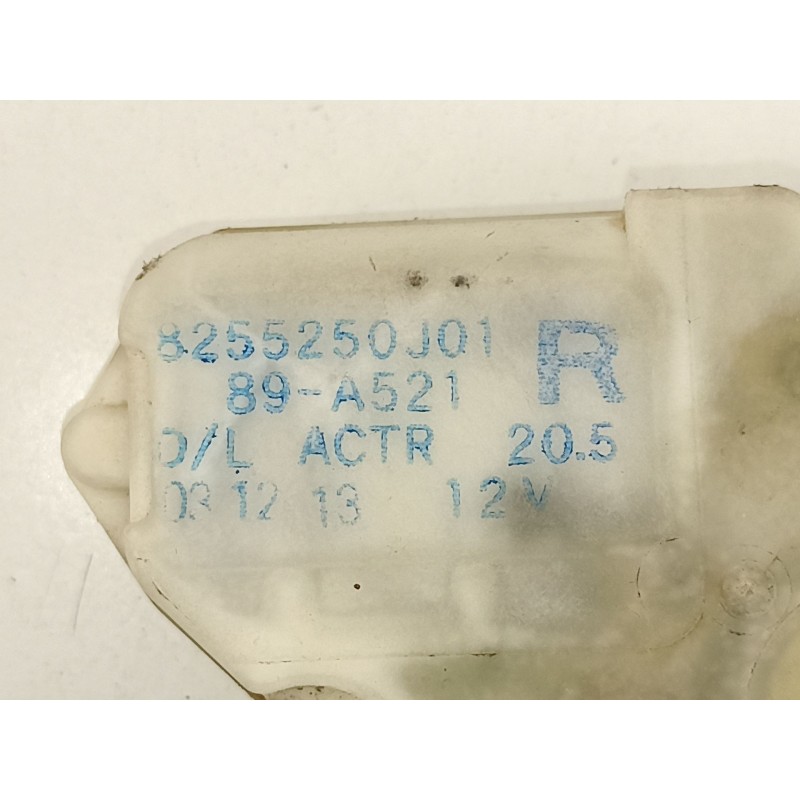 8255250J01 R
89-A521
D/L ACTR 20.5
03 12 13 12V